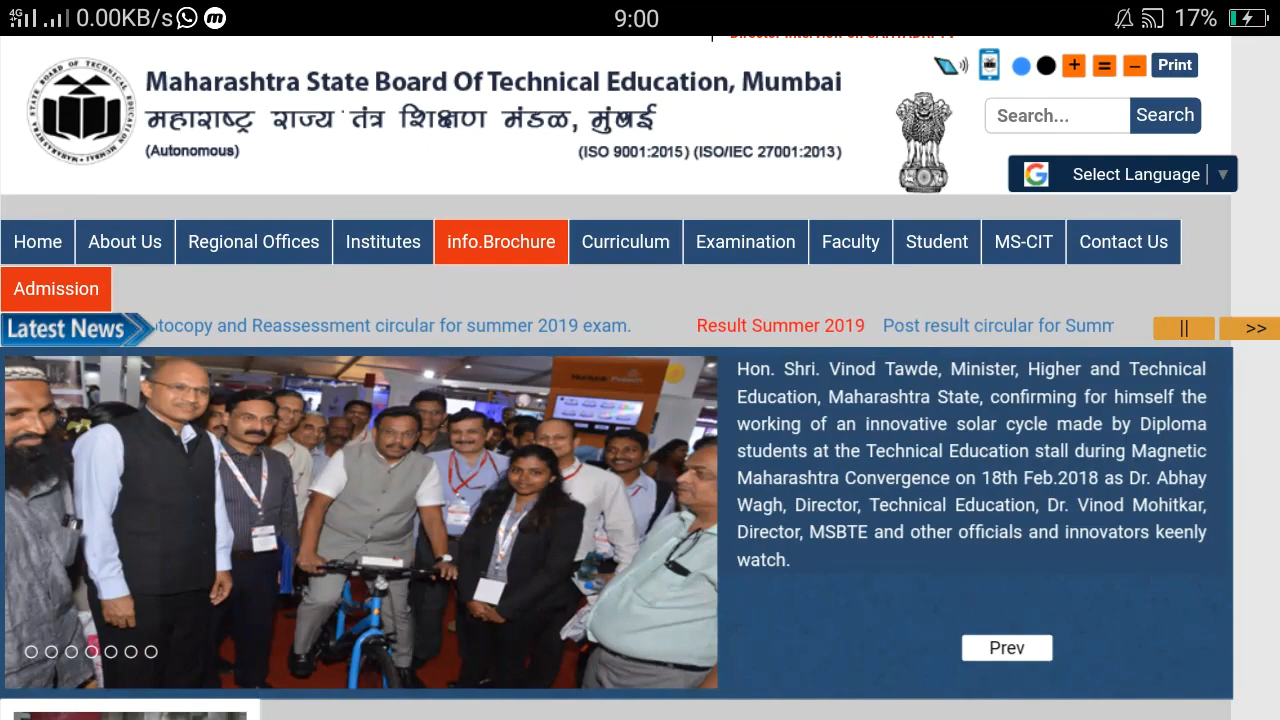 4G 0.00KB/s 9:00 17%
Print
Maharashtra State Board Of Technical Education, Mumbai
महाराष्ट्र राज्य तंत्र शिक्षण मंडळ, मुंबई
(Autonomous) (ISO 9001:2015) (ISO/IEC 27001:2013)
Search... Search
Select Language
Home About Us Regional Offices Institutes info.Brochure Curriculum Examination Faculty Student MS-CIT Contact Us
Admission
Latest News tocopy and Reassessment circular for summer 2019 exam. Result Summer 2019 Post result circular for Summ || >>
Hon. Shri. Vinod Tawde, Minister, Higher and Technical
Education, Maharashtra State, confirming for himself the
working of an innovative solar cycle made by Diploma
students at the Technical Education stall during Magnetic
Maharashtra Convergence on 18th Feb.2018 as Dr. Abhay
Wagh, Director, Technical Education, Dr. Vinod Mohitkar,
Director, MSBTE and other officials and innovators keenly
watch.
Prev